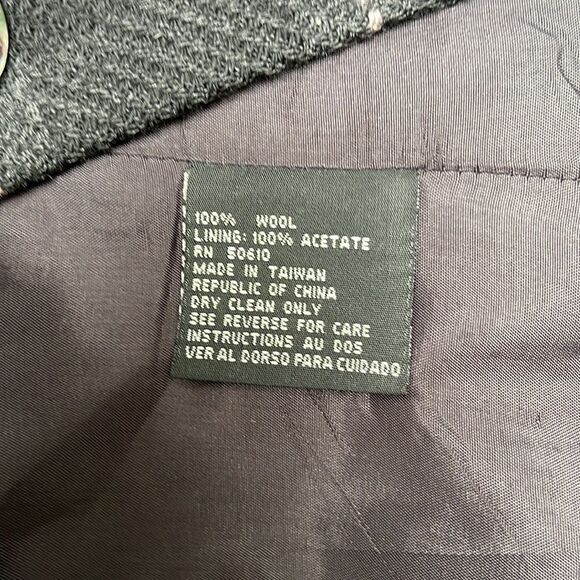 100% WOOL
LINING: 100% ACETATE
RN 50610
MADE IN TAIWAN
REPUBLIC OF CHINA
DRY CLEAN ONLY
SEE REVERSE FOR CARE
INSTRUCTIONS AU DOS
VER AL DORSO PARA CUIDADO